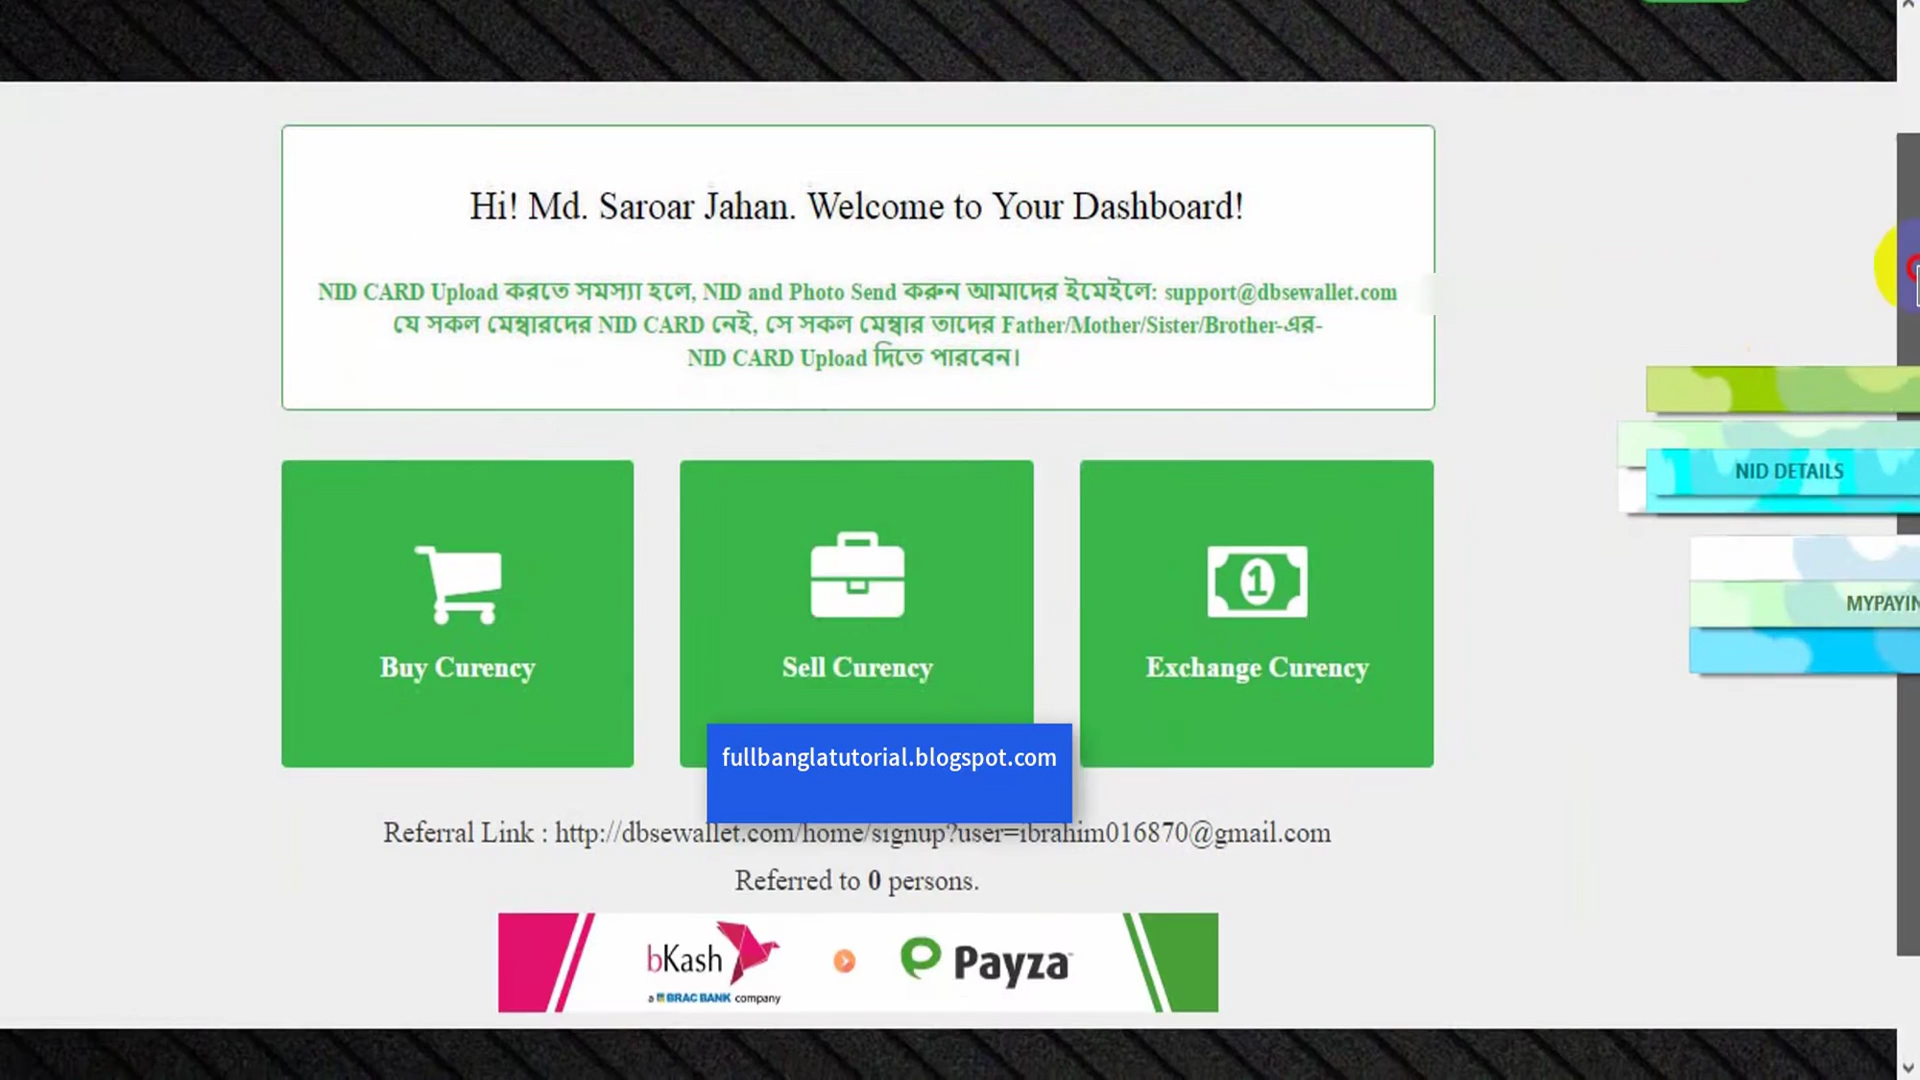 Hi! Md. Saroar Jahan. Welcome to Your Dashboard!
NID CARD Upload করতে সমস্যা হলে, NID and Photo Send করুন আমাদের ইমেইলে: support@dbsewallet.com
যে সকল মেম্বারদের NID CARD নেই, সে সকল মেম্বার তাদের Father/Mother/Sister/Brother-এর-
NID CARD Upload দিতে পারবেন।
NID DETAILS
MYPAYIN
Buy Curency
Sell Curency
Exchange Curency
fullbanglatutorial.blogspot.com
Referral Link : http://dbsewallet.com/home/signup?user=ibrahim016870@gmail.com
Referred to 0 persons.
bKash
a BRAC BANK company
Payza